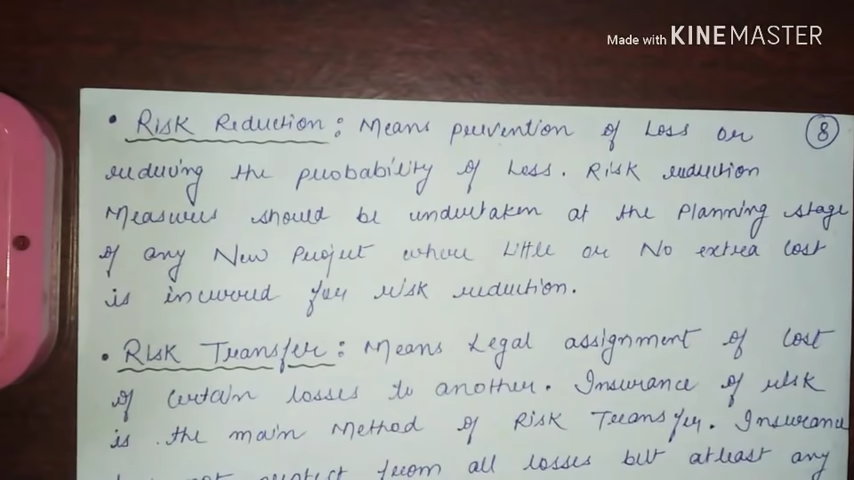 Made with KINEMASTER
• Risk Reduction: Means prevention of Loss or
8
reducing the probability of Loss. Risk reduction
Measures should be undertaken at the Planning stage
of any New Project where Little or No extra cost
is incurred for risk reduction.
• Risk Transfer: Means Legal assignment of cost
of certain losses to another. Insurance of risk
is the main Method of Risk Transfer. Insurance
not protect from all losses but atleast any